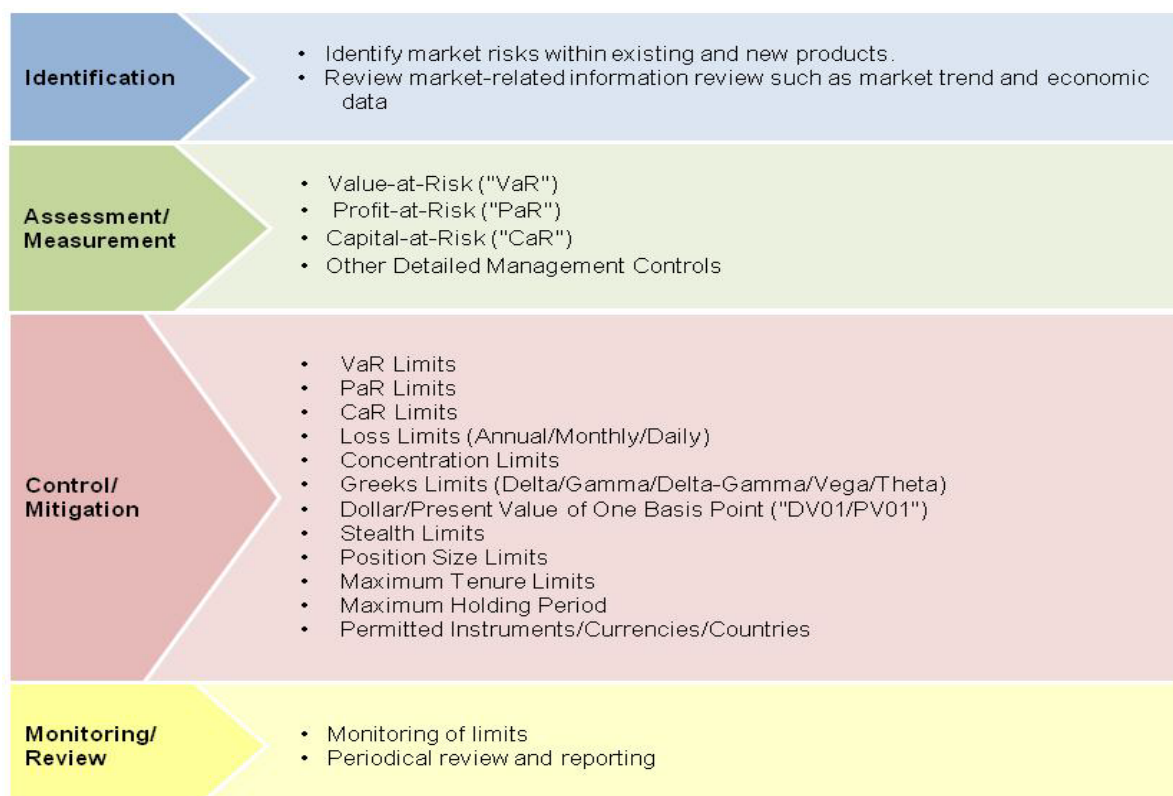 Identification
• Identify market risks within existing and new products.
• Review market-related information review such as market trend and economic
data
Assessment/
Measurement
• Value-at-Risk ("VaR")
• Profit-at-Risk ("PaR")
• Capital-at-Risk ("CaR")
• Other Detailed Management Controls
Control/
Mitigation
• VaR Limits
• PaR Limits
• CaR Limits
• Loss Limits (Annual/Monthly/Daily)
• Concentration Limits
• Greeks Limits (Delta/Gamma/Delta-Gamma/Vega/Theta)
• Dollar/Present Value of One Basis Point ("DV01/PV01")
• Stealth Limits
• Position Size Limits
• Maximum Tenure Limits
• Maximum Holding Period
• Permitted Instruments/Currencies/Countries
Monitoring/
Review
• Monitoring of limits
• Periodical review and reporting